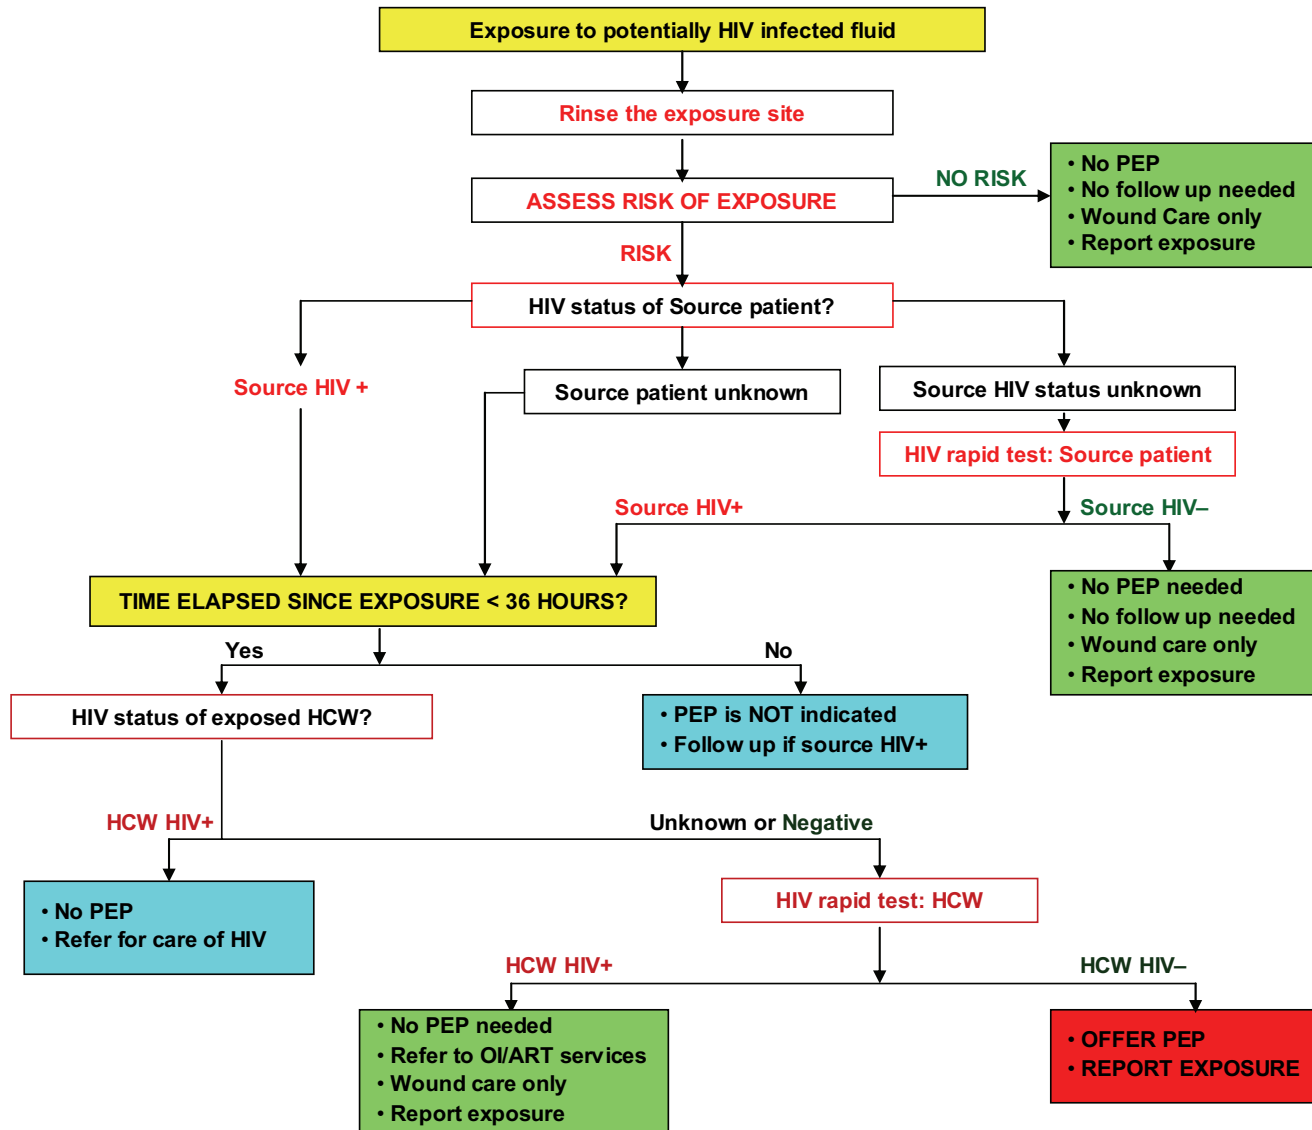 Exposure to potentially HIV infected fluid
Rinse the exposure site
ASSESS RISK OF EXPOSURE
NO RISK
• No PEP
• No follow up needed
• Wound Care only
• Report exposure
RISK
HIV status of Source patient?
Source HIV +
Source patient unknown
Source HIV status unknown
HIV rapid test: Source patient
Source HIV+
Source HIV–
• No PEP needed
• No follow up needed
• Wound care only
• Report exposure
TIME ELAPSED SINCE EXPOSURE < 36 HOURS?
Yes
No
HIV status of exposed HCW?
• PEP is NOT indicated
• Follow up if source HIV+
HCW HIV+
Unknown or Negative
• No PEP
• Refer for care of HIV
HIV rapid test: HCW
HCW HIV+
HCW HIV–
• No PEP needed
• Refer to OI/ART services
• Wound care only
• Report exposure
• OFFER PEP
• REPORT EXPOSURE